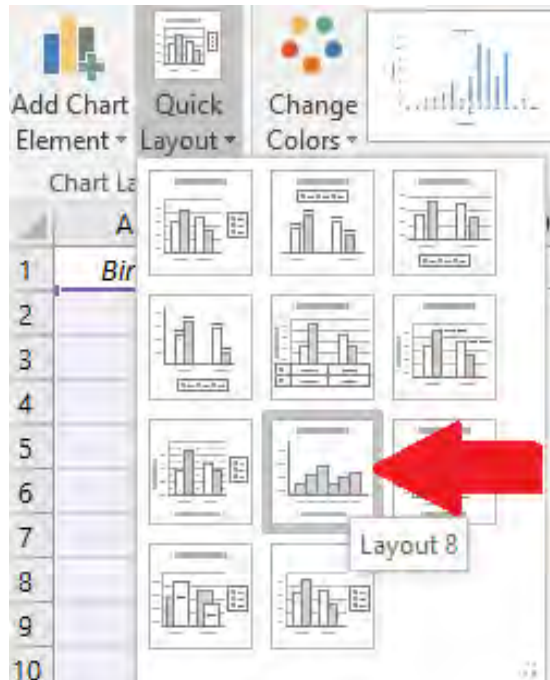 Add Chart
Element
Quick
Layout
Change
Colors
Chart La
A
1
Bir
2
3
4
5
6
7
8
9
10
Layout 8